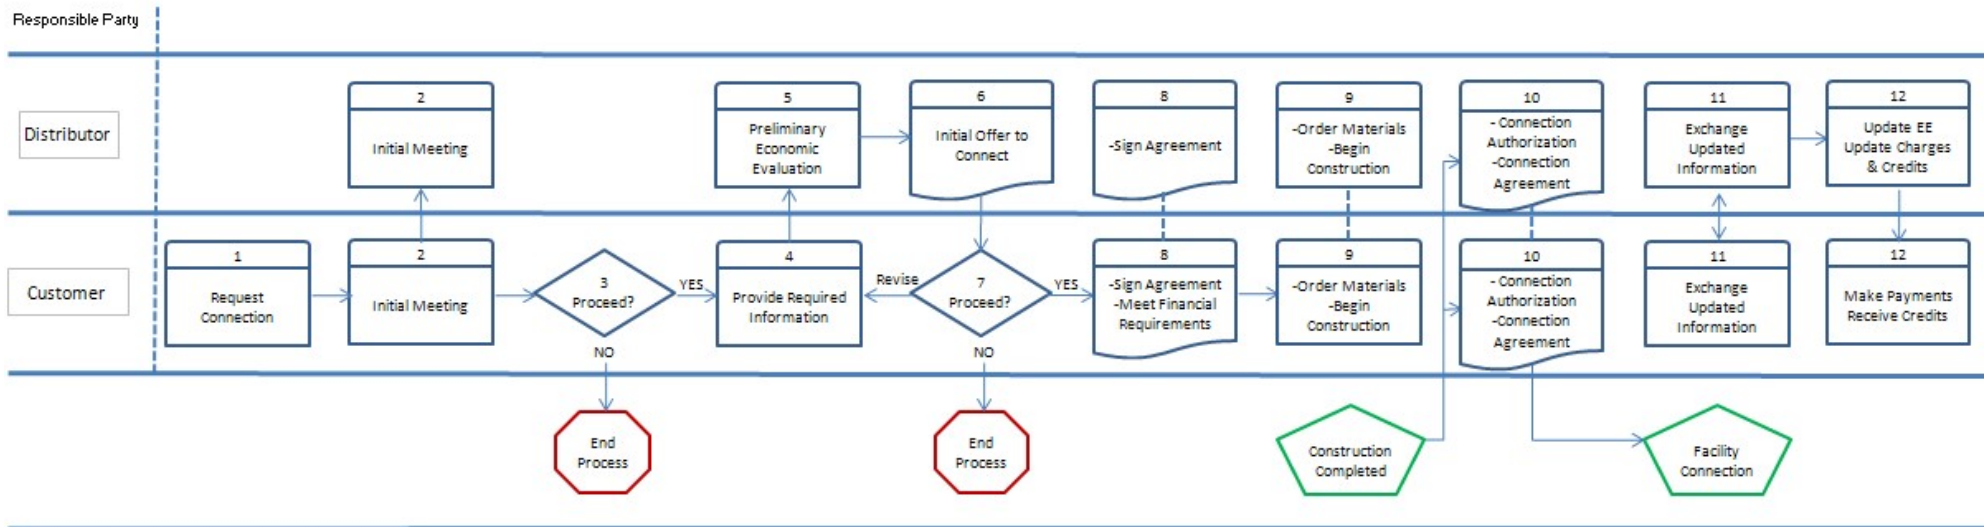 Responsible Party
Distributor
2
Initial Meeting
5
Preliminary
Economic
Evaluation
6
Initial Offer to
Connect
8
-Sign Agreement
9
-Order Materials
-Begin
Construction
10
- Connection
Authorization
-Connection
Agreement
11
Exchange
Updated
Information
12
Update EE
Update Charges
& Credits
Customer
1
Request
Connection
2
Initial Meeting
3
Proceed?
YES
NO
4
Provide Required
Information
Revise
7
Proceed?
YES
NO
8
-Sign Agreement
-Meet Financial
Requirements
9
-Order Materials
-Begin
Construction
10
- Connection
Authorization
-Connection
Agreement
11
Exchange
Updated
Information
12
Make Payments
Receive Credits
End
Process
End
Process
Construction
Completed
Facility
Connection